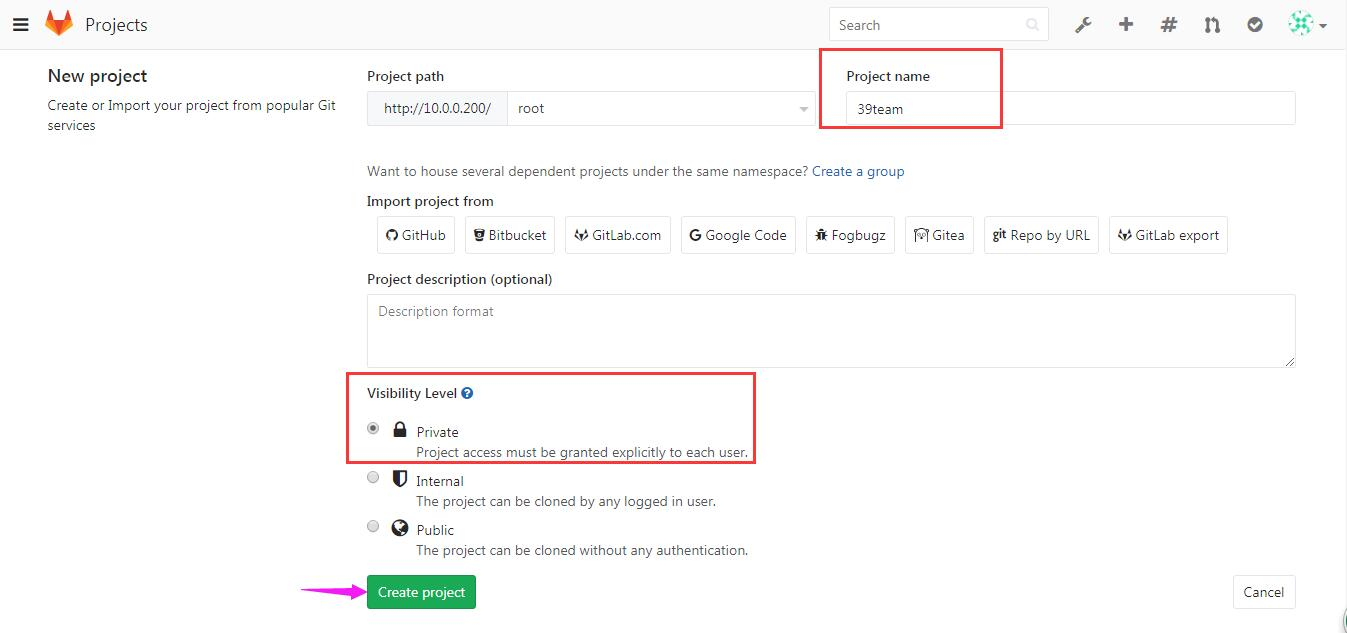 Projects
Search
New project
Create or Import your project from popular Git
services
Project path
Project name
http://10.0.0.200/
root
39team
Want to house several dependent projects under the same namespace? Create a group
Import project from
GitHub
Bitbucket
GitLab.com
Google Code
Fogbugz
Gitea
git Repo by URL
GitLab export
Project description (optional)
Description format
Visibility Level
Private
Project access must be granted explicitly to each user.
Internal
The project can be cloned by any logged in user.
Public
The project can be cloned without any authentication.
Create project
Cancel